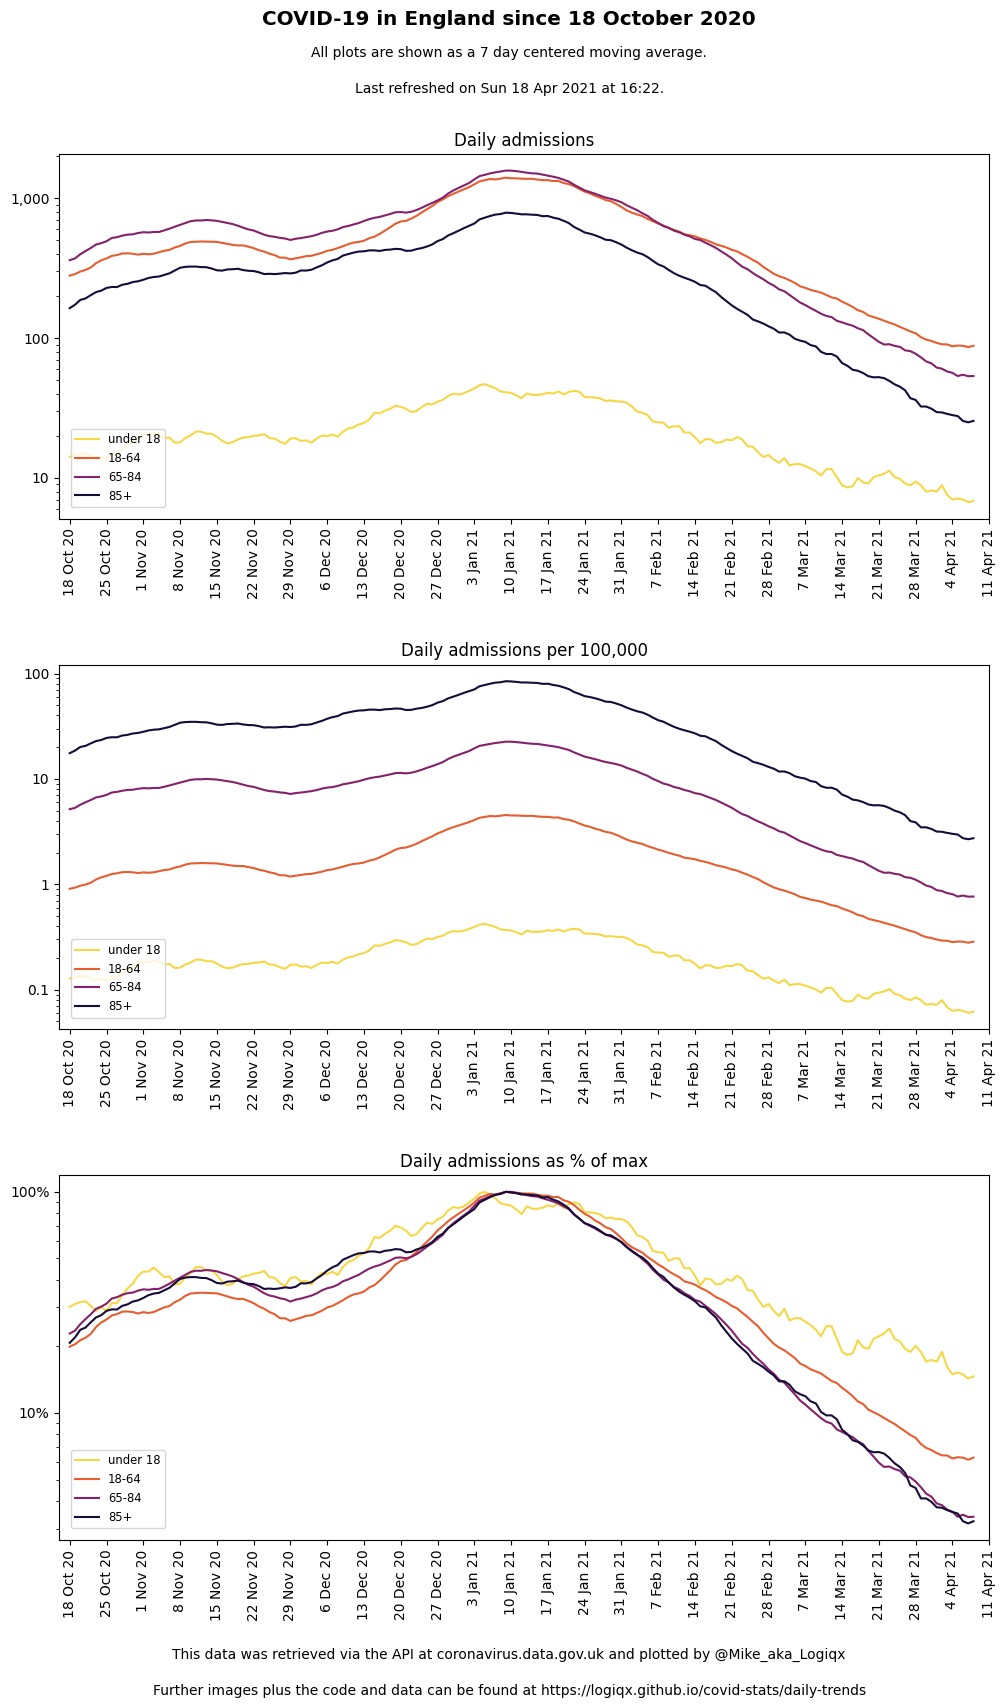 COVID-19 in England since 18 October 2020
All plots are shown as a 7 day centered moving average.
Last refreshed on Sun 18 Apr 2021 at 16:22.
Daily admissions
1,000
100
10
under 18
18-64
65-84
85+
18 Oct 20
25 Oct 20
1 Nov 20
8 Nov 20
15 Nov 20
22 Nov 20
29 Nov 20
6 Dec 20
13 Dec 20
20 Dec 20
27 Dec 20
3 Jan 21
10 Jan 21
17 Jan 21
24 Jan 21
31 Jan 21
7 Feb 21
14 Feb 21
21 Feb 21
28 Feb 21
7 Mar 21
14 Mar 21
21 Mar 21
28 Mar 21
4 Apr 21
11 Apr 21
Daily admissions per 100,000
100
10
1
0.1
under 18
18-64
65-84
85+
18 Oct 20
25 Oct 20
1 Nov 20
8 Nov 20
15 Nov 20
22 Nov 20
29 Nov 20
6 Dec 20
13 Dec 20
20 Dec 20
27 Dec 20
3 Jan 21
10 Jan 21
17 Jan 21
24 Jan 21
31 Jan 21
7 Feb 21
14 Feb 21
21 Feb 21
28 Feb 21
7 Mar 21
14 Mar 21
21 Mar 21
28 Mar 21
4 Apr 21
11 Apr 21
Daily admissions as % of max
100%
10%
under 18
18-64
65-84
85+
18 Oct 20
25 Oct 20
1 Nov 20
8 Nov 20
15 Nov 20
22 Nov 20
29 Nov 20
6 Dec 20
13 Dec 20
20 Dec 20
27 Dec 20
3 Jan 21
10 Jan 21
17 Jan 21
24 Jan 21
31 Jan 21
7 Feb 21
14 Feb 21
21 Feb 21
28 Feb 21
7 Mar 21
14 Mar 21
21 Mar 21
28 Mar 21
4 Apr 21
11 Apr 21
This data was retrieved via the API at coronavirus.data.gov.uk and plotted by @Mike_aka_Logiqx
Further images plus the code and data can be found at https://logiqx.github.io/covid-stats/daily-trends